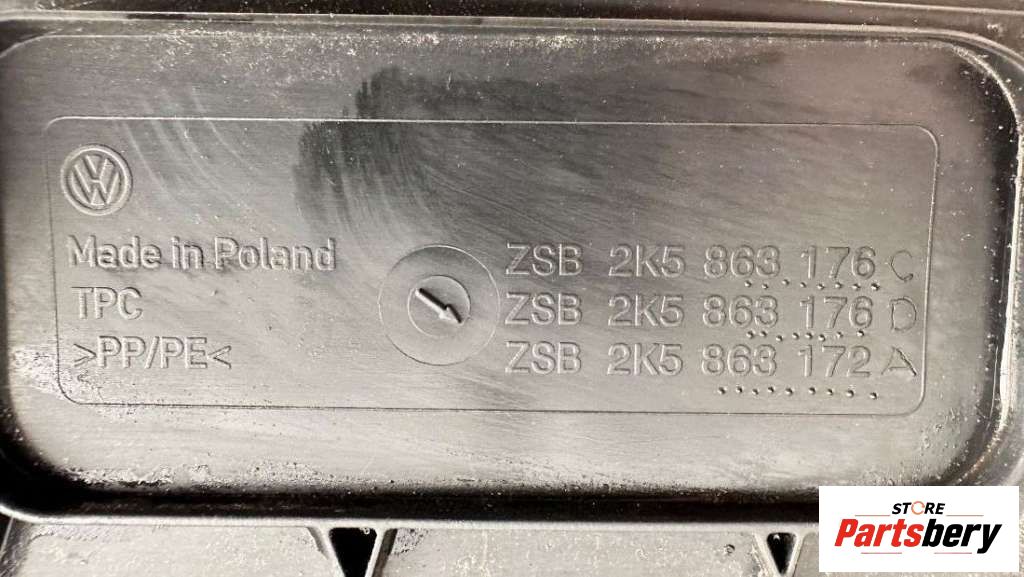 VW
Made in Poland
TPC
>PP/PE<
ZSB 2K5 863 176 C
ZSB 2K5 863 176 D
ZSB 2K5 863 172 A
STORE
Partsbery